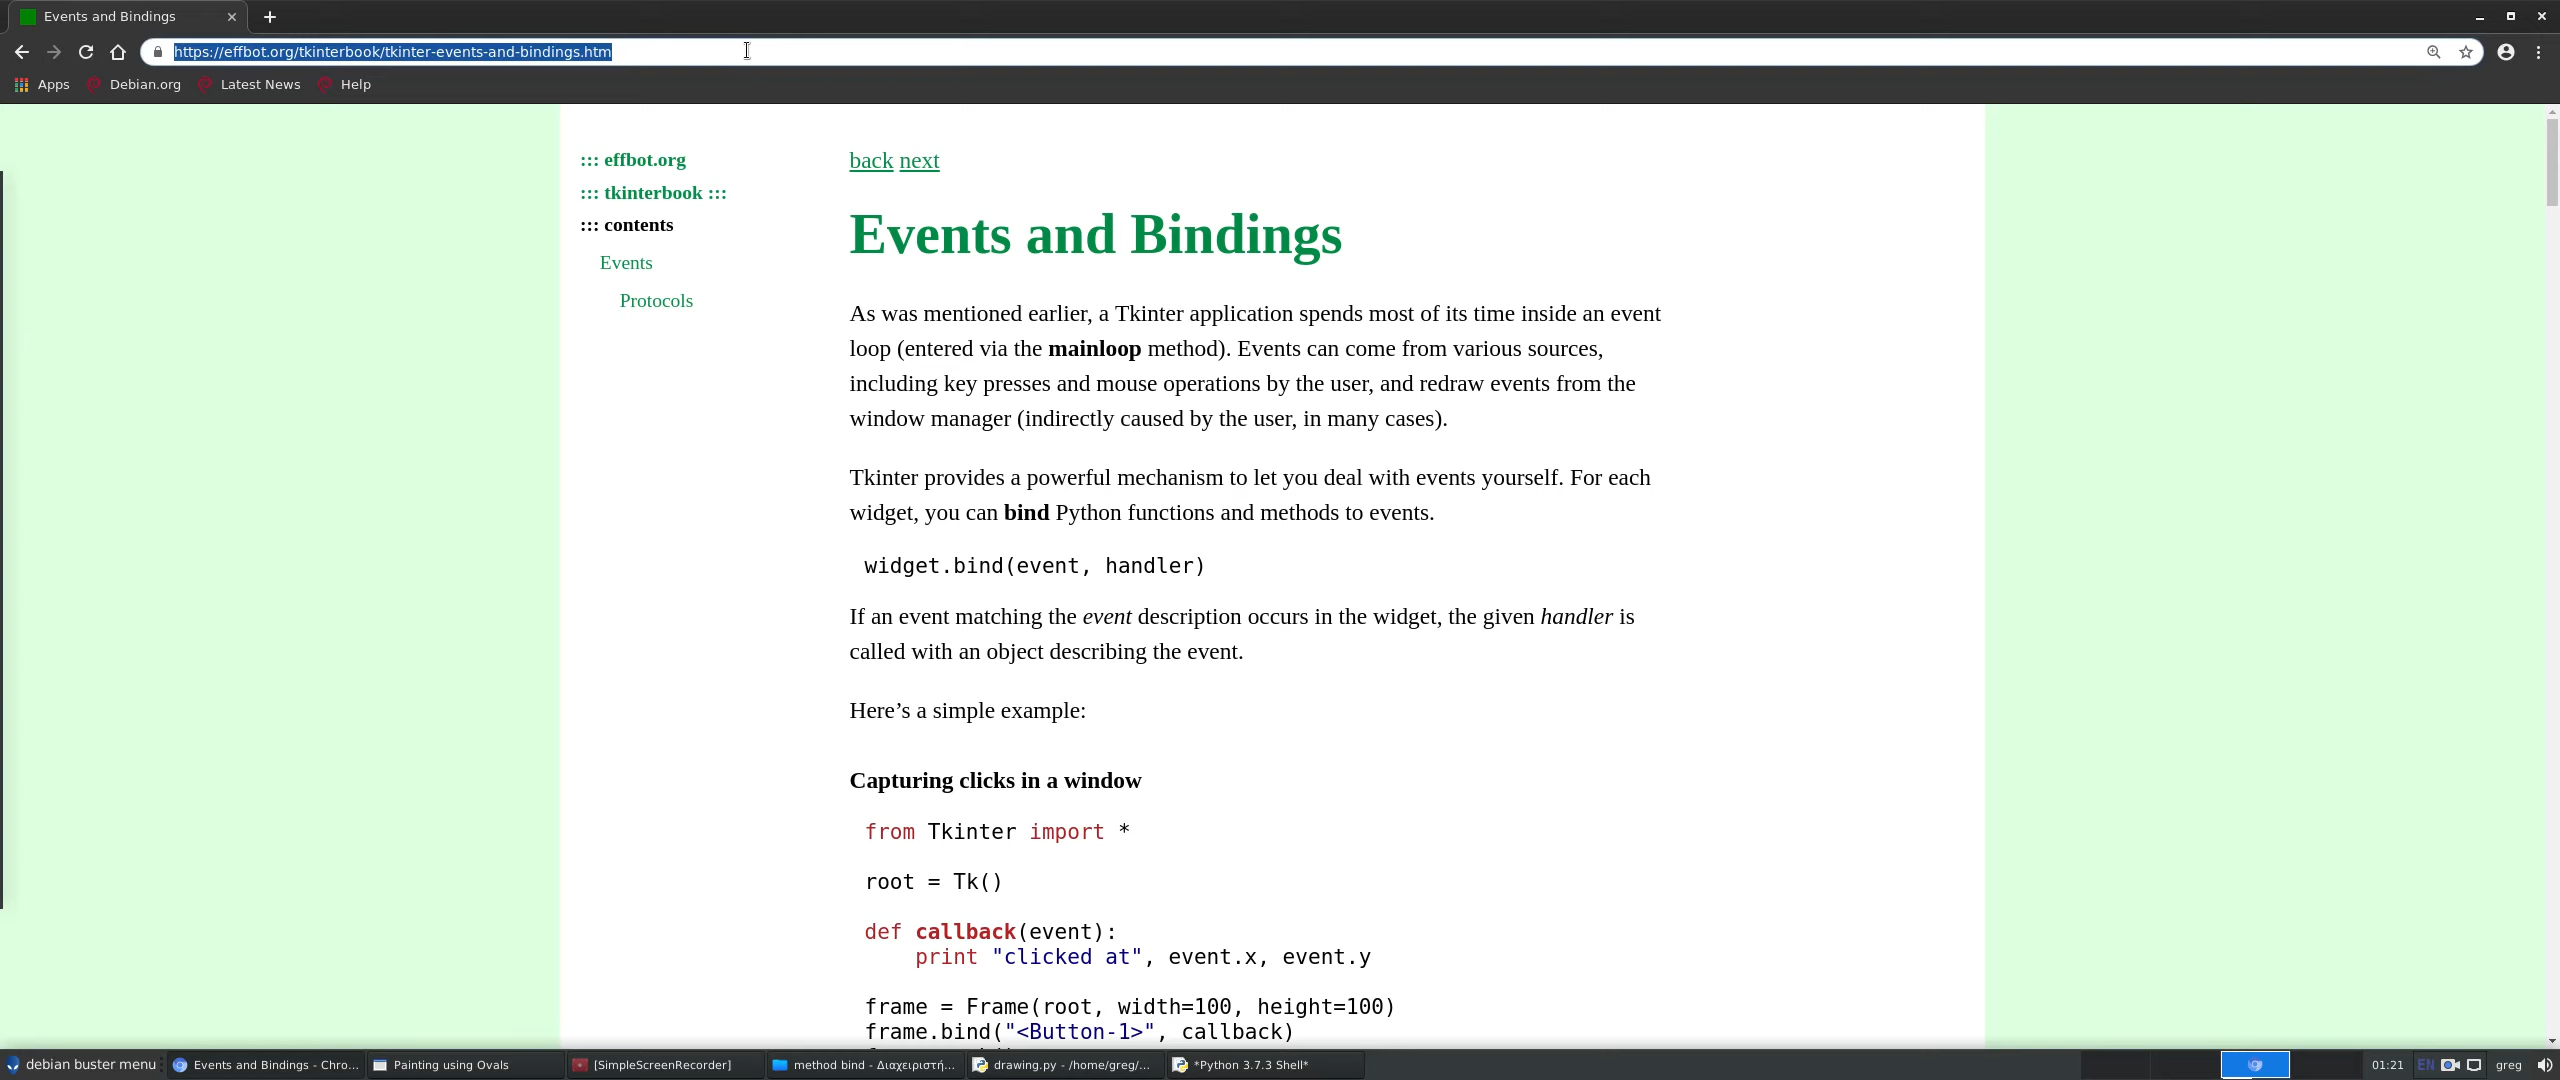 Events and Bindings
https://effbot.org/tkinterbook/tkinter-events-and-bindings.htm
Apps Debian.org Latest News Help
::: effbot.org
::: tkinterbook :::
::: contents
Events
Protocols
back next
Events and Bindings
As was mentioned earlier, a Tkinter application spends most of its time inside an event
loop (entered via the mainloop method). Events can come from various sources,
including key presses and mouse operations by the user, and redraw events from the
window manager (indirectly caused by the user, in many cases).
Tkinter provides a powerful mechanism to let you deal with events yourself. For each
widget, you can bind Python functions and methods to events.
widget.bind(event, handler)
If an event matching the event description occurs in the widget, the given handler is
called with an object describing the event.
Here’s a simple example:
Capturing clicks in a window
from Tkinter import *
root = Tk()
def callback(event):
    print "clicked at", event.x, event.y
frame = Frame(root, width=100, height=100)
frame.bind("<Button-1>", callback)
debian buster menu Events and Bindings - Chro... Painting using Ovals [SimpleScreenRecorder] method bind - Διαχειριστή... drawing.py - /home/greg/... *Python 3.7.3 Shell* 01:21 EN greg